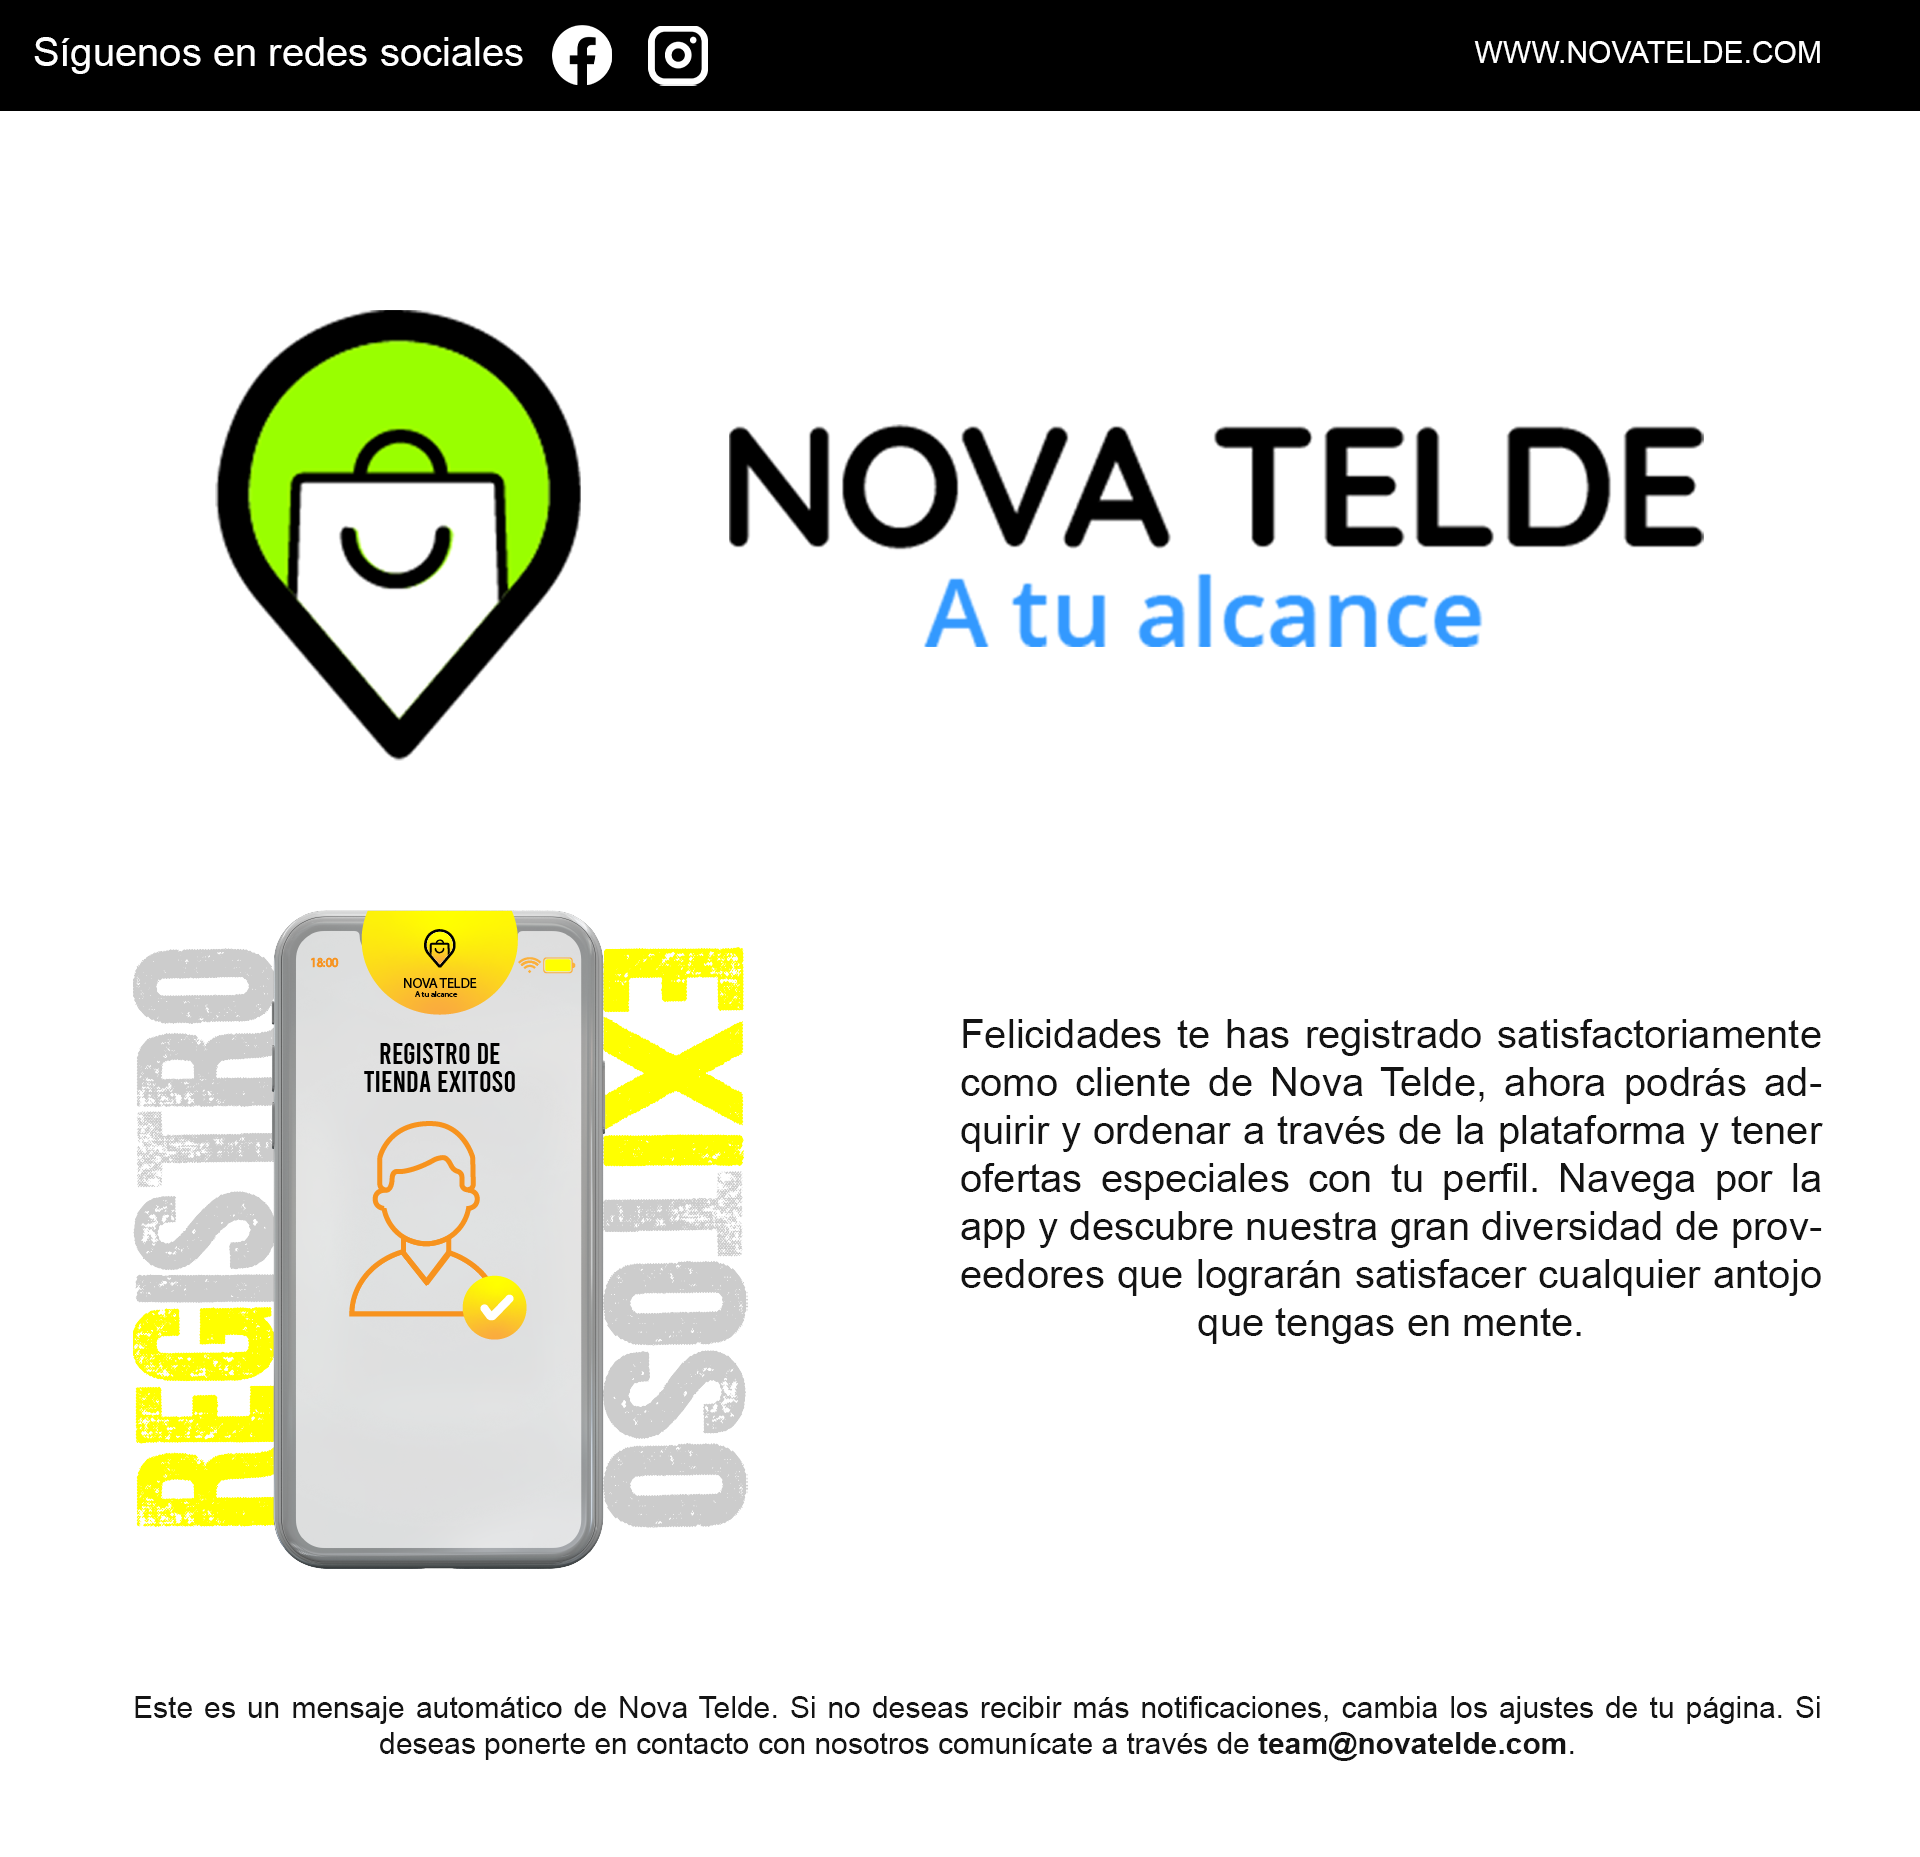 Síguenos en redes sociales
WWW.NOVATELDE.COM
NOVA TELDE
A tu alcance
REGISTRO
18:00
NOVA TELDE
A tu alcance
REGISTRO DE
TIENDA EXITOSO
EXITOSO
Felicidades te has registrado satisfactoriamente
como cliente de Nova Telde, ahora podrás ad-
quirir y ordenar a través de la plataforma y tener
ofertas especiales con tu perfil. Navega por la
app y descubre nuestra gran diversidad de prov-
eedores que lograrán satisfacer cualquier antojo
que tengas en mente.
Este es un mensaje automático de Nova Telde. Si no deseas recibir más notificaciones, cambia los ajustes de tu página. Si
deseas ponerte en contacto con nosotros comunícate a través de team@novatelde.com.